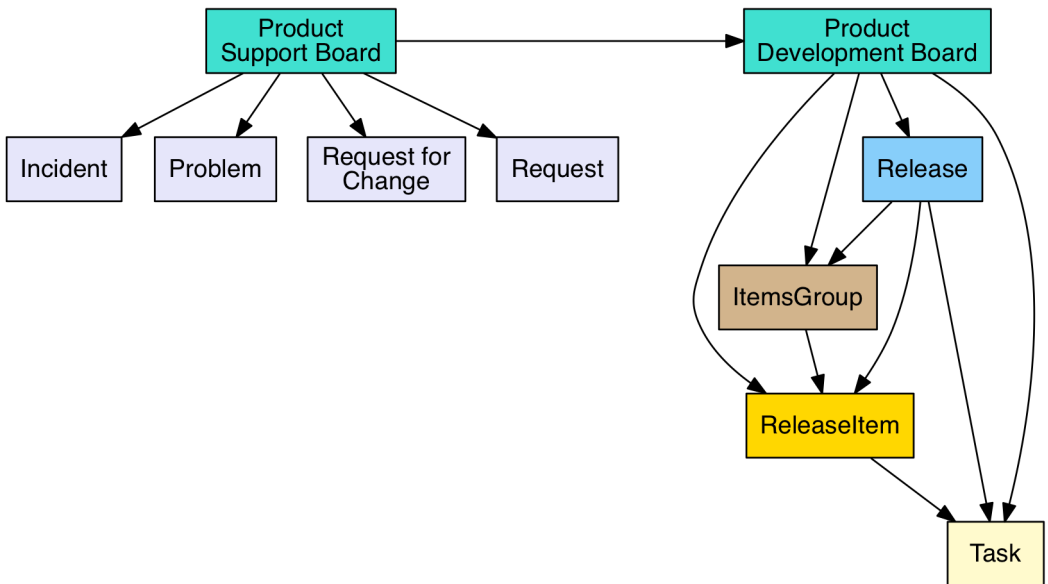 Product
Support Board
Product
Development Board
Incident
Problem
Request for
Change
Request
Release
ItemsGroup
ReleaseItem
Task